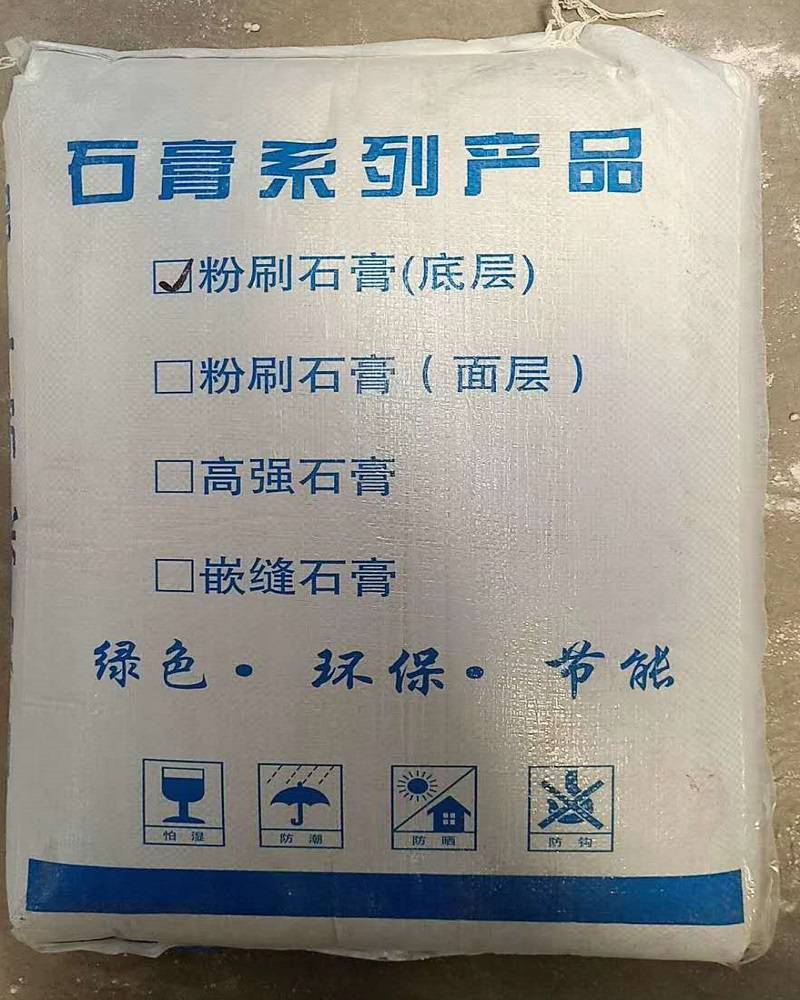 石膏系列产品
☑粉刷石膏(底层)
□粉刷石膏（面层）
□高强石膏
□嵌缝石膏
绿色·环保·节能
怕湿 防潮 防晒 防钩